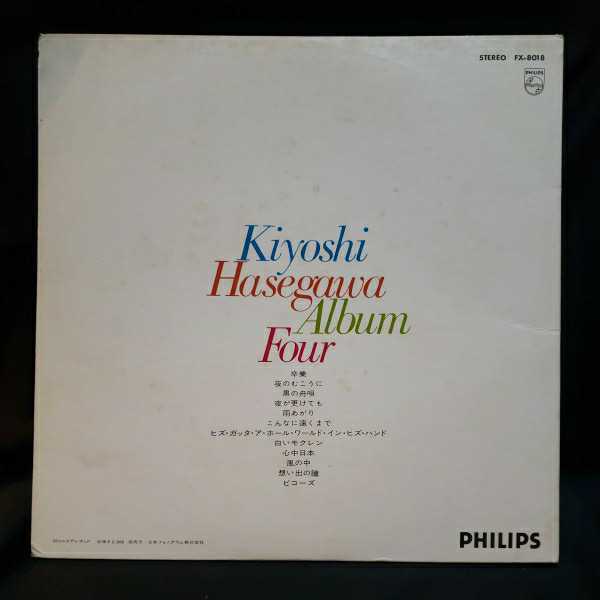 STEREO FX-8018
PHILIPS
Kiyoshi
Hasegawa
Album
Four
卒業
夜のむこうに
黒の舟唄
夜が更けても
雨あがり
こんなに遠くまで
ヒズ・ガッタ・ア・ホール・ワールド・イン・ヒズ・ハンド
白いモクレン
心中日本
風の中
想い出の瞳
ビコーズ
PHILIPS